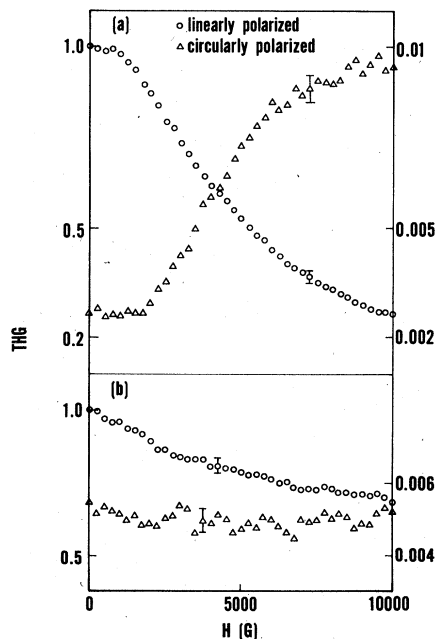 (a)
○ linearly polarized
△ circularly polarized
1.0
0.01
0.5
0.005
0.2
0.002
THG
(b)
1.0
0.006
0.5
0.004
0
5000
10000
H (G)